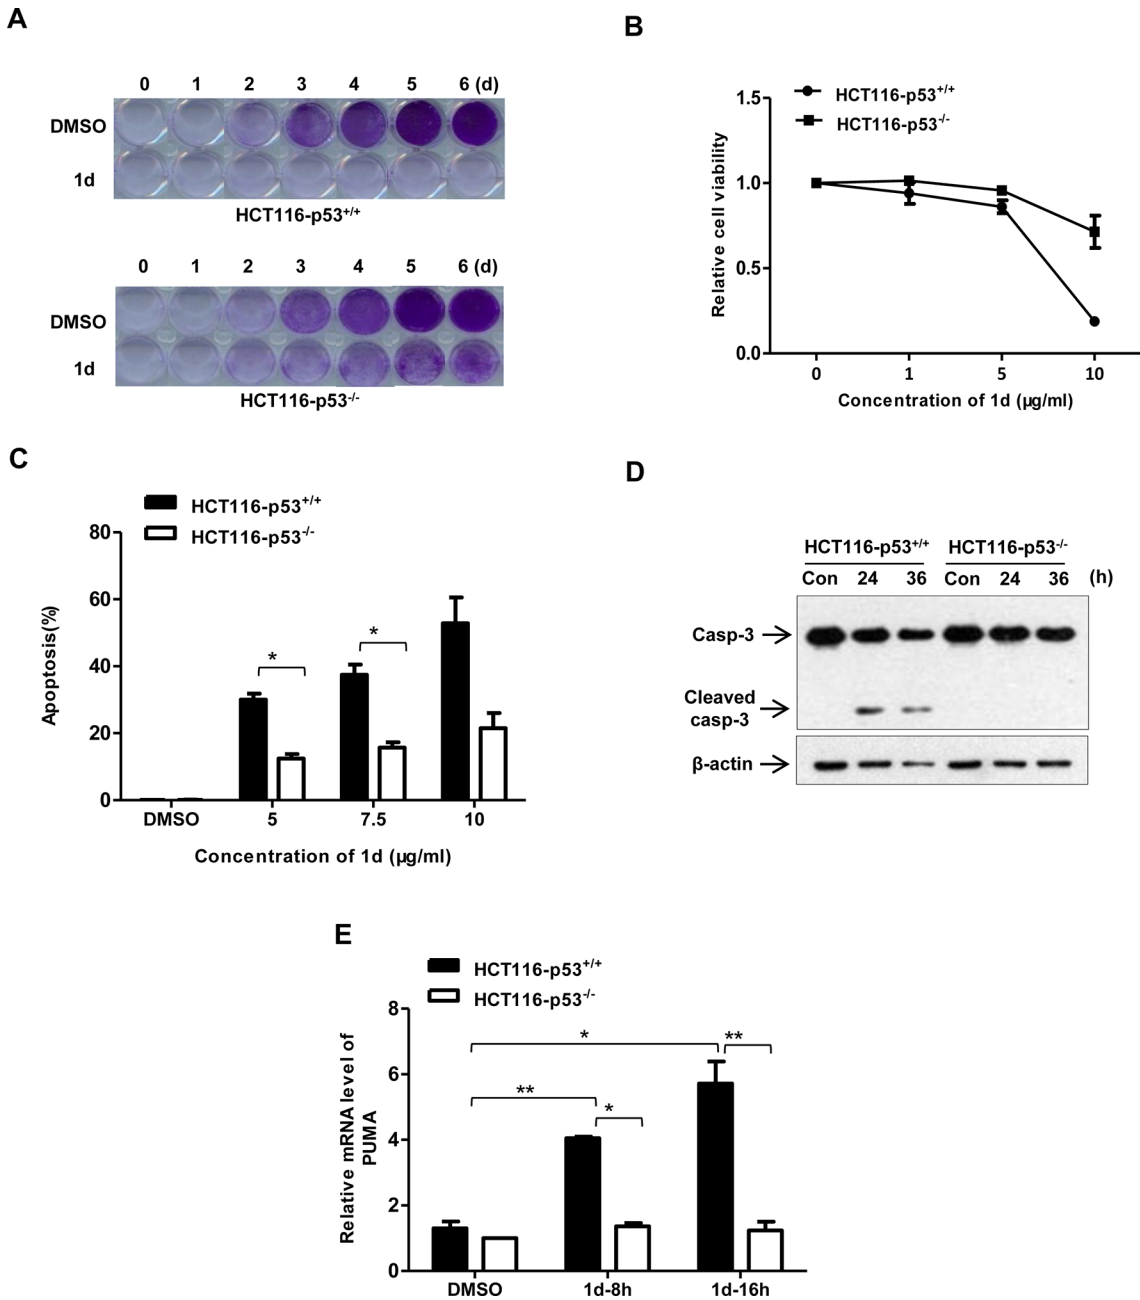 A
0 1 2 3 4 5 6 (d)
DMSO
1d
HCT116-p53+/+
0 1 2 3 4 5 6 (d)
DMSO
1d
HCT116-p53-/-
B
HCT116-p53+/+
HCT116-p53-/-
Relative cell viability
1.5
1.0
0.5
0.0
0 1 5 10
Concentration of 1d (μg/ml)
C
HCT116-p53+/+
HCT116-p53-/-
Apoptosis(%)
80
60
40
20
0
* *
DMSO 5 7.5 10
Concentration of 1d (μg/ml)
D
HCT116-p53+/+ HCT116-p53-/-
Con 24 36 Con 24 36 (h)
Casp-3
Cleaved
casp-3
β-actin
E
HCT116-p53+/+
HCT116-p53-/-
Relative mRNA level of
PUMA
8
6
4
2
0
* **
** *
DMSO 1d-8h 1d-16h